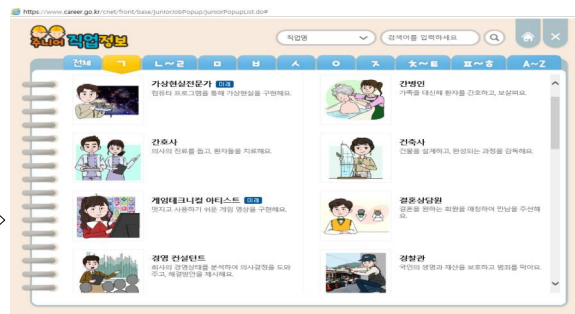 https://www.career.go.kr/cnet/front/base/juniorJobPopup/juniorPopupList.do#
주니어 직업정보
직업명
검색어를 입력하세요
전체 ㄱ ㄴ~ㄹ ㅁ ㅂ ㅅ ㅇ ㅈ ㅊ~ㅌ ㅍ~ㅎ A~Z
가상현실전문가 미래
컴퓨터 프로그램을 통해 가상현실을 구현해요.
간병인
가족을 대신해 환자를 간호하고, 보살펴요.
간호사
의사의 진료를 돕고, 환자들을 치료해요.
건축사
건물을 설계하고, 완성되는 과정을 감독해요.
게임테크니컬 아티스트 미래
멋지고 사용하기 쉬운 게임 영상을 구현해요.
결혼상담원
결혼을 원하는 회원을 매칭하여 만남을 주선해
요.
경영 컨설턴트
회사의 경영상태를 분석하여 의사결정을 도와
주고, 해결방안을 제시해요.
경찰관
국민의 생명과 재산을 보호하고 범죄를 막아요.